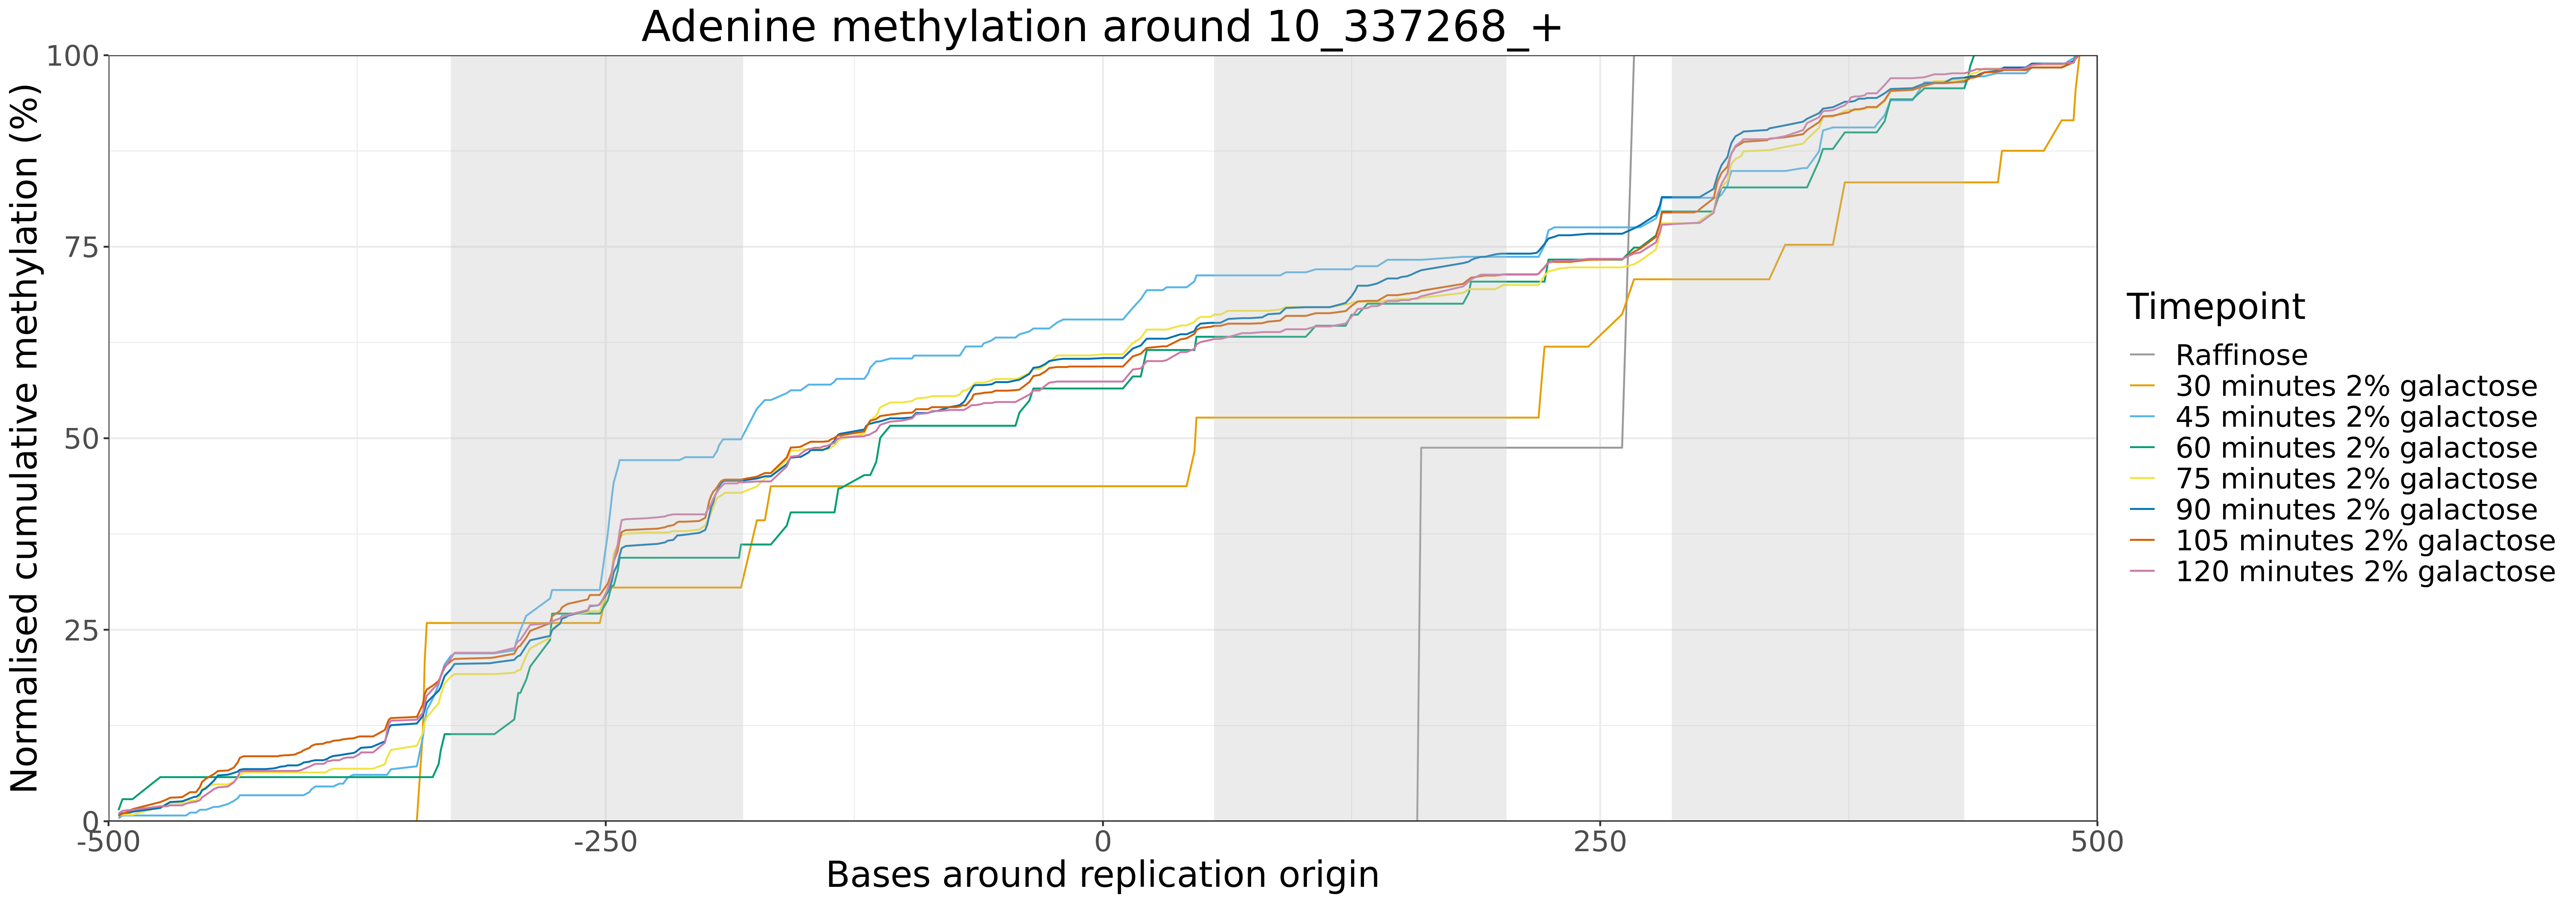 Adenine methylation around 10_337268_+
Normalised cumulative methylation (%)
100
75
50
25
0
-500
-250
0
250
500
Bases around replication origin
Timepoint
Raffinose
30 minutes 2% galactose
45 minutes 2% galactose
60 minutes 2% galactose
75 minutes 2% galactose
90 minutes 2% galactose
105 minutes 2% galactose
120 minutes 2% galactose